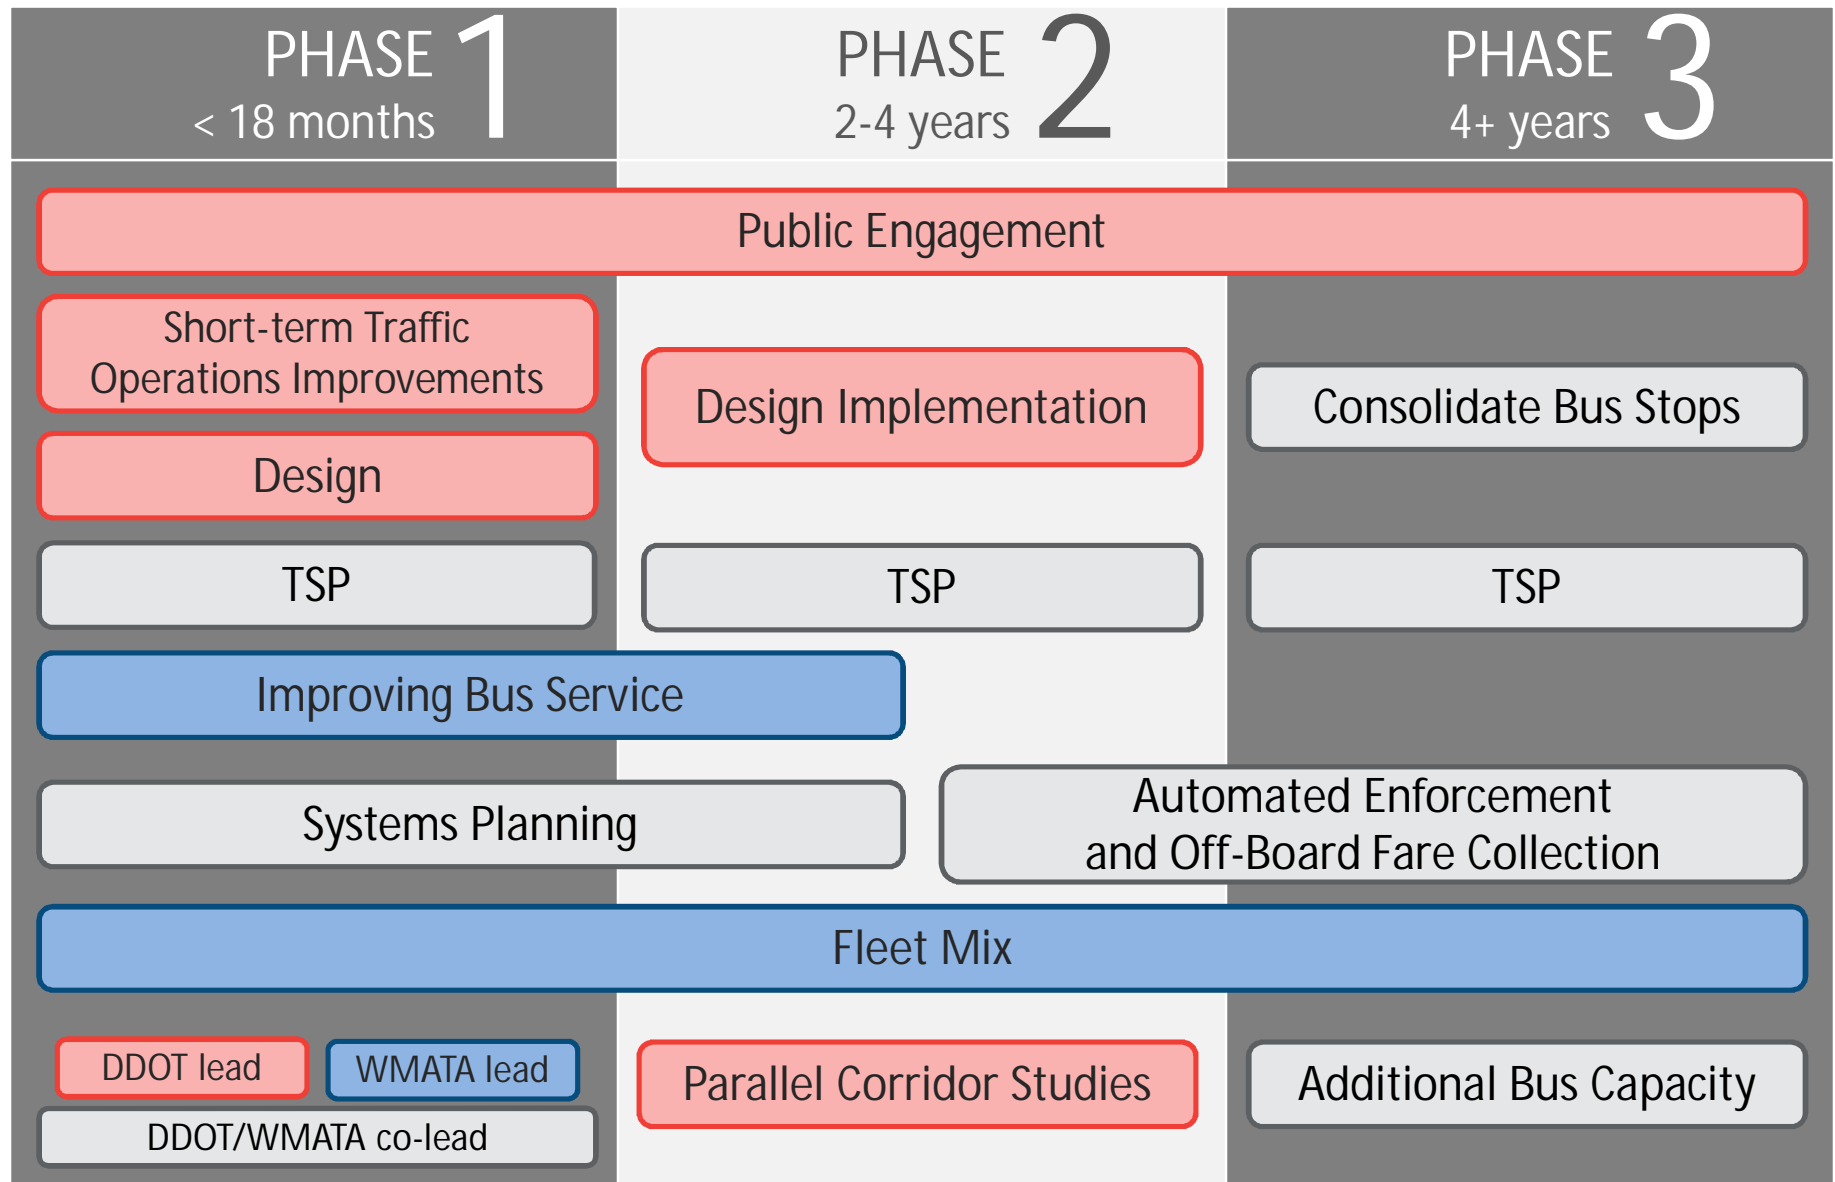 PHASE 1
< 18 months
PHASE 2
2-4 years
PHASE 3
4+ years
Public Engagement
Short-term Traffic
Operations Improvements
Design
Design Implementation
Consolidate Bus Stops
TSP
TSP
TSP
Improving Bus Service
Systems Planning
Automated Enforcement
and Off-Board Fare Collection
Fleet Mix
DDOT lead
WMATA lead
DDOT/WMATA co-lead
Parallel Corridor Studies
Additional Bus Capacity